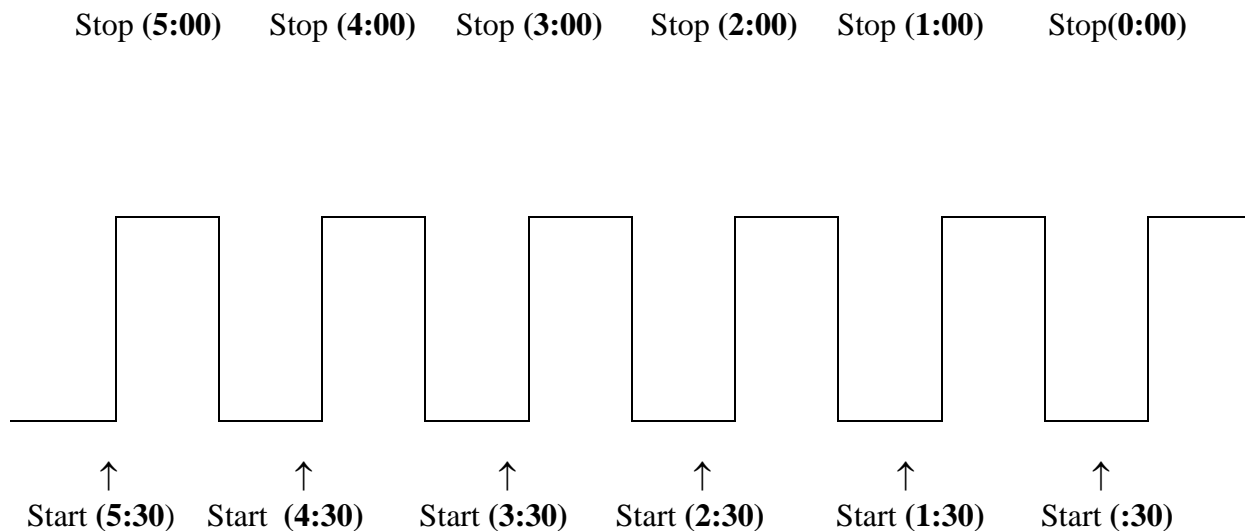 Stop (5:00) Stop (4:00) Stop (3:00) Stop (2:00) Stop (1:00) Stop(0:00)
↑ ↑ ↑ ↑ ↑ ↑
Start (5:30) Start (4:30) Start (3:30) Start (2:30) Start (1:30) Start (:30)